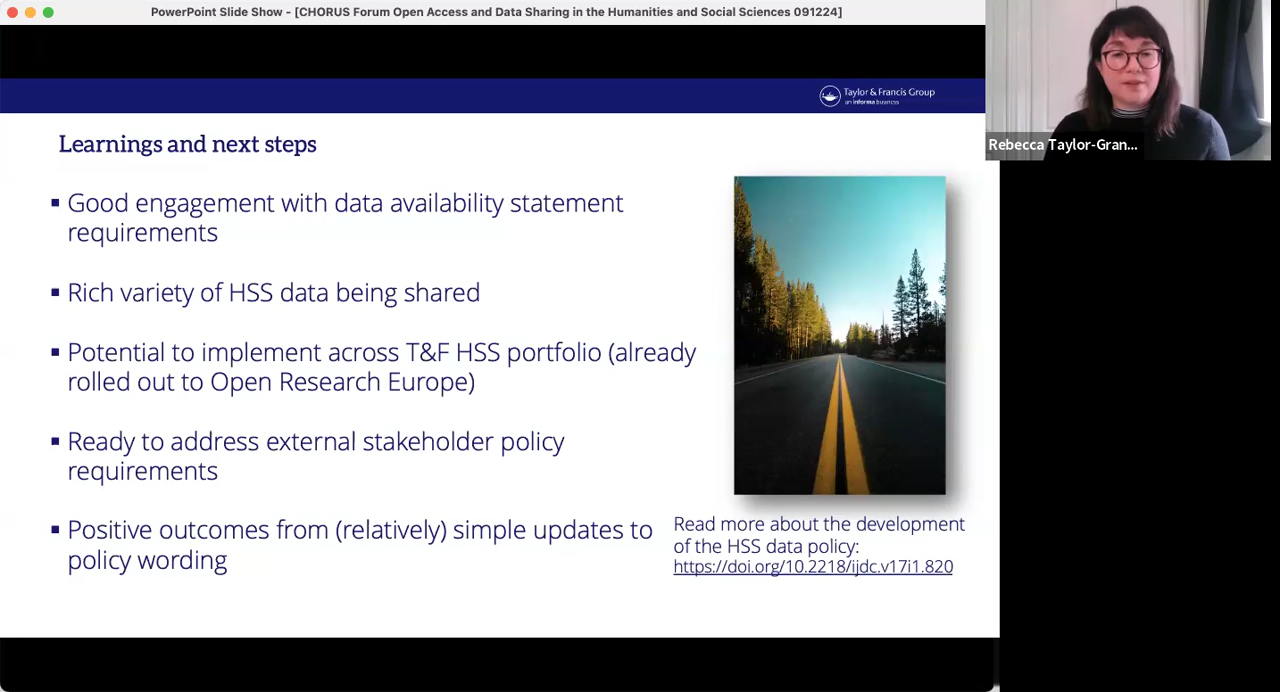 PowerPoint Slide Show - [CHORUS Forum Open Access and Data Sharing in the Humanities and Social Sciences 091224]
Taylor & Francis Group
an informa business
Rebecca Taylor-Gran...
Learnings and next steps
▪ Good engagement with data availability statement
requirements
▪ Rich variety of HSS data being shared
▪ Potential to implement across T&F HSS portfolio (already
rolled out to Open Research Europe)
▪ Ready to address external stakeholder policy
requirements
▪ Positive outcomes from (relatively) simple updates to
policy wording
Read more about the development
of the HSS data policy:
https://doi.org/10.2218/ijdc.v17i1.820